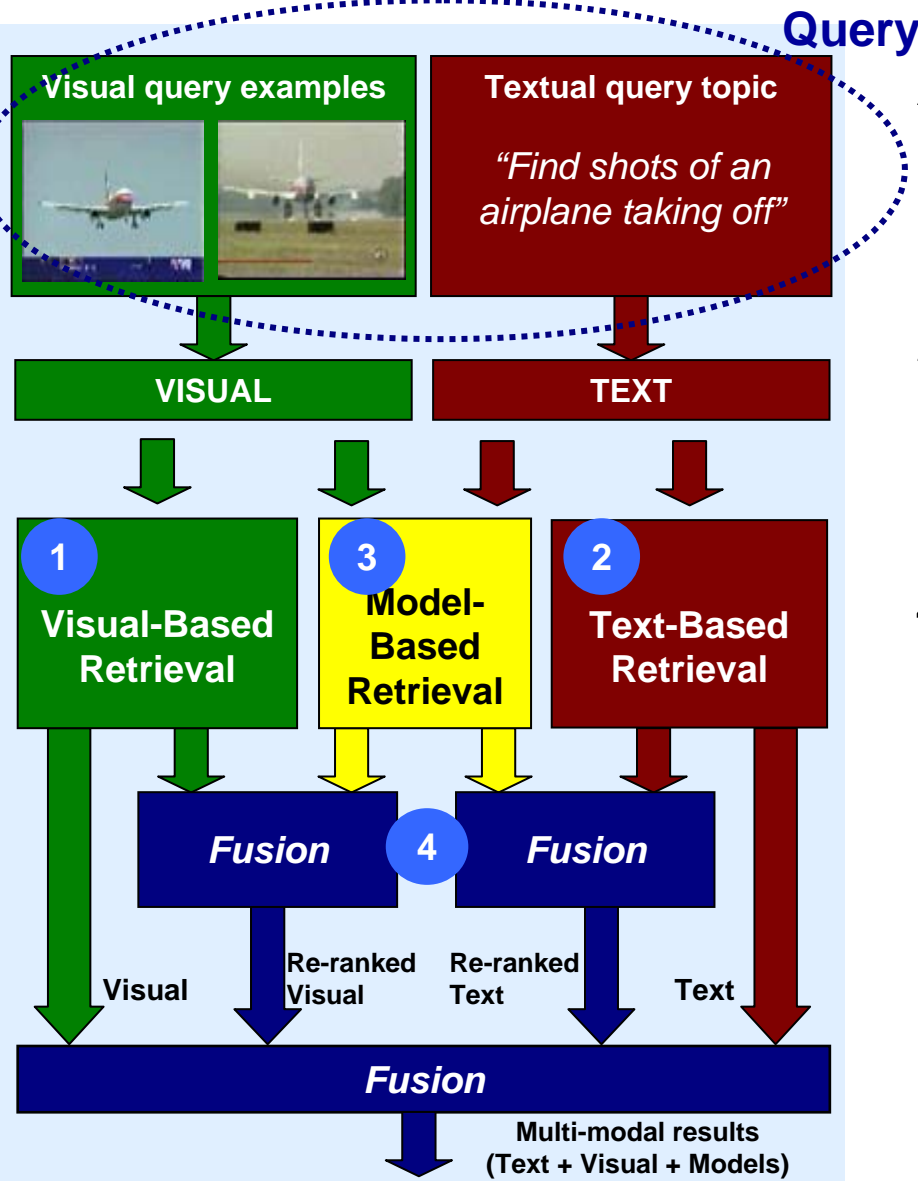 Query
Visual query examples
Textual query topic
“Find shots of an
airplane taking off”
VISUAL
TEXT
1
3
2
Visual-Based
Retrieval
Model-
Based
Retrieval
Text-Based
Retrieval
Fusion
4
Fusion
Visual
Re-ranked
Visual
Re-ranked
Text
Text
Fusion
Multi-modal results
(Text + Visual + Models)